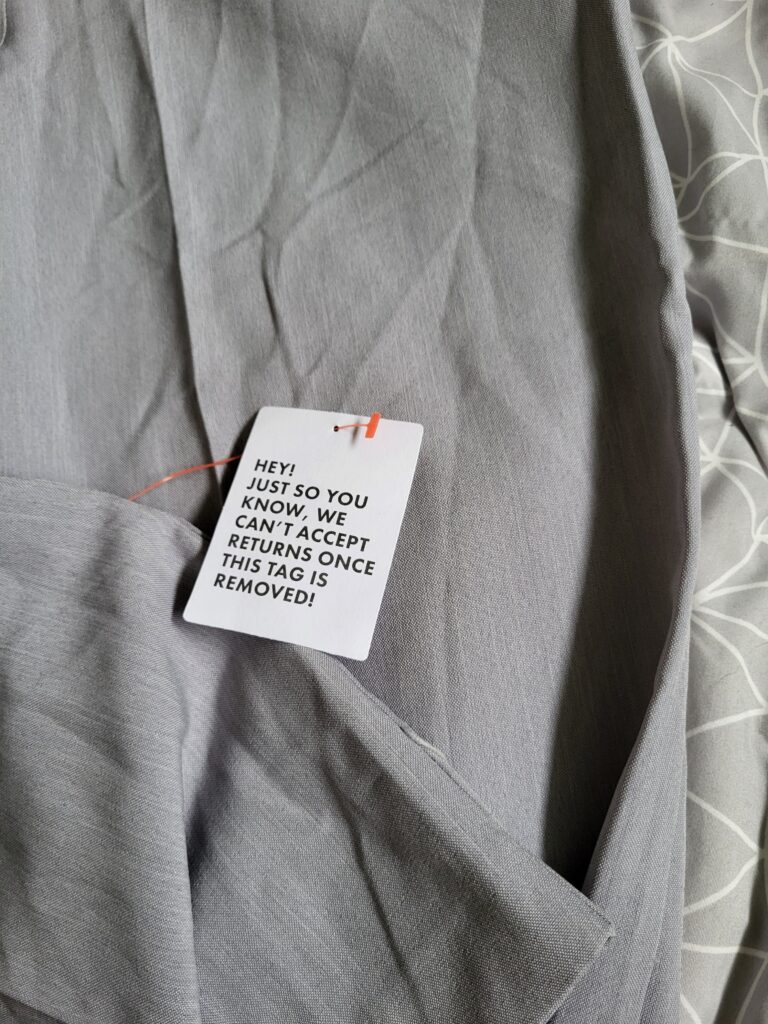 HEY!
JUST SO YOU
KNOW, WE
CAN'T ACCEPT
RETURNS ONCE
THIS TAG IS
REMOVED!